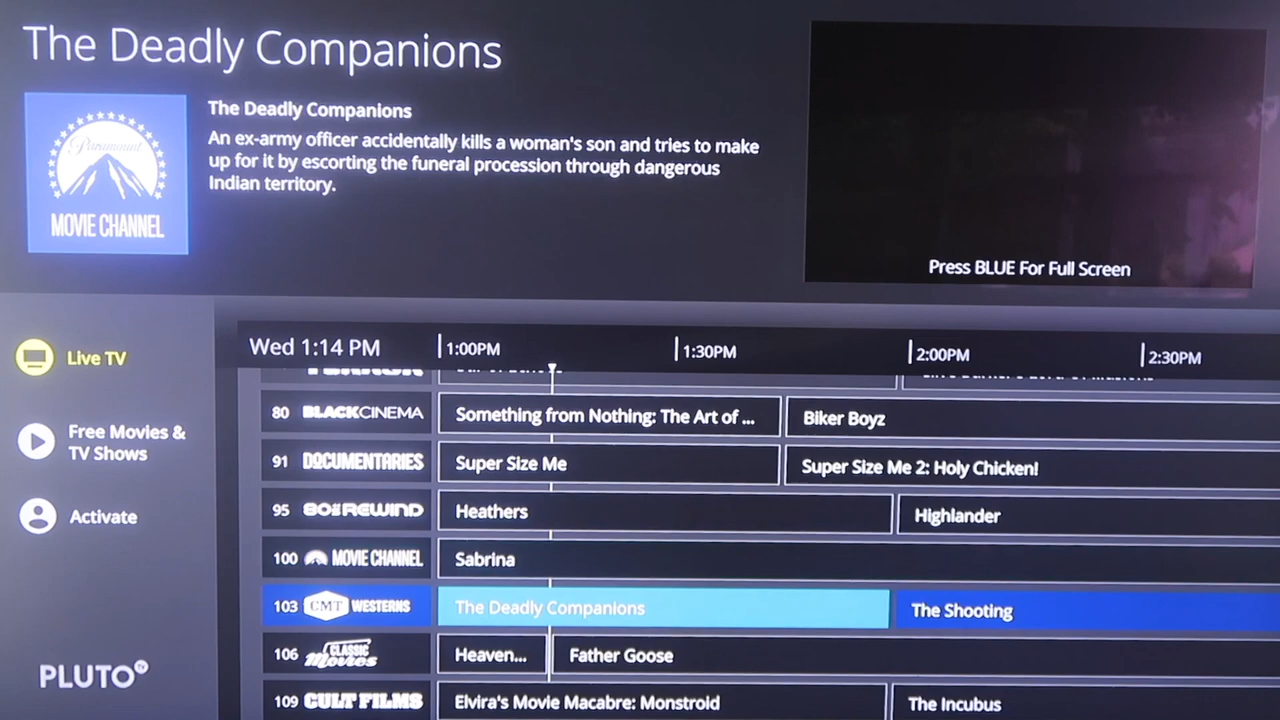 The Deadly Companions
The Deadly Companions
An ex-army officer accidentally kills a woman's son and tries to make
up for it by escorting the funeral procession through dangerous
Indian territory.
Paramount
MOVIE CHANNEL
Press BLUE For Full Screen
Live TV
Free Movies &
TV Shows
Activate
PLUTO TV
Wed 1:14 PM
1:00PM
1:30PM
2:00PM
2:30PM
80 BLACKCINEMA
Something from Nothing: The Art of ...
Biker Boyz
91 DOCUMENTARIES
Super Size Me
Super Size Me 2: Holy Chicken!
95 80s REWIND
Heathers
Highlander
100 MOVIE CHANNEL
Sabrina
103 CMT WESTERNS
The Deadly Companions
The Shooting
106 CLASSIC Movies
Heaven...
Father Goose
109 CULT FILMS
Elvira's Movie Macabre: Monstroid
The Incubus